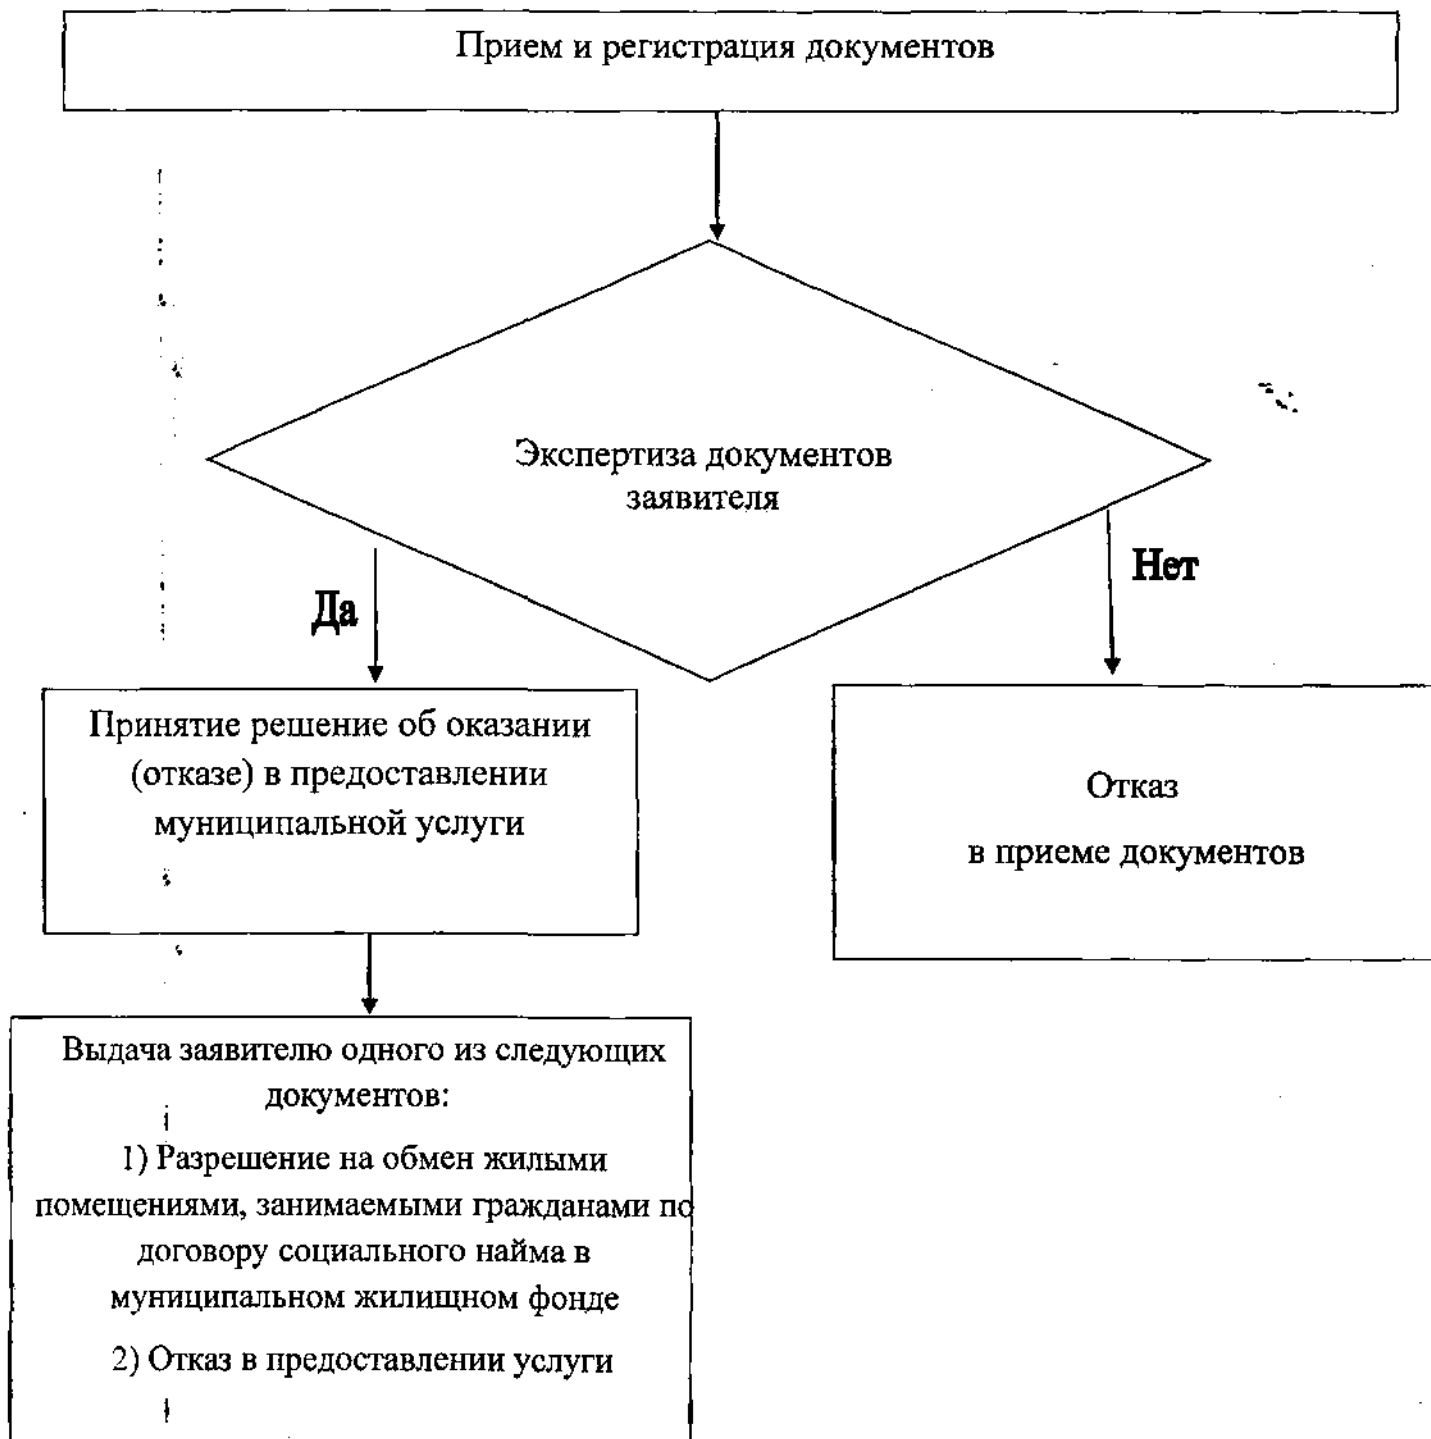 Прием и регистрация документов
Экспертиза документов
заявителя
Да
Нет
Принятие решение об оказании
(отказе) в предоставлении
муниципальной услуги
Отказ
в приеме документов
Выдача заявителю одного из следующих
документов:
1) Разрешение на обмен жилыми
помещениями, занимаемыми гражданами по
договору социального найма в
муниципальном жилищном фонде
2) Отказ в предоставлении услуги